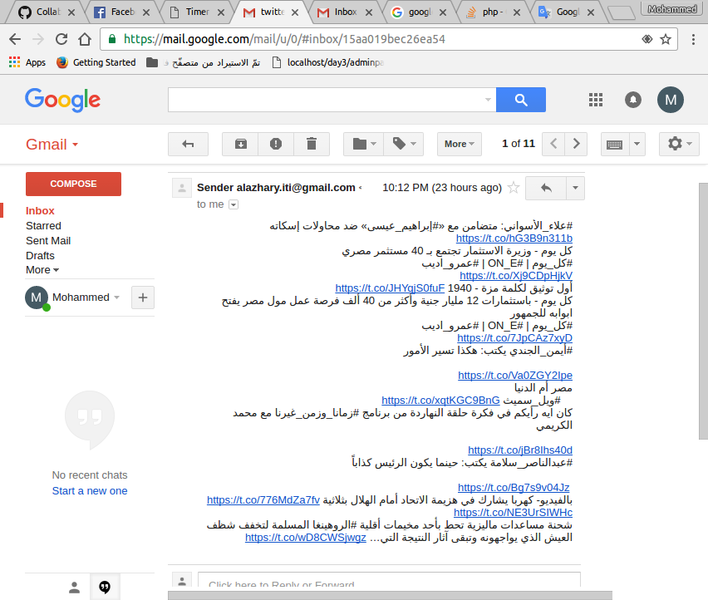 Collab
Faceb
Timer
twitte
Inbox
googl
php -
Googl
Mohammed
https://mail.google.com/mail/u/0/#inbox/15aa019bec26ea54
Apps
Getting Started
تمّ الاستيراد من متصفّح
localhost/day3/adminp
Google
M
Gmail
More
1 of 11
COMPOSE
Inbox
Starred
Sent Mail
Drafts
More
M Mohammed
+
No recent chats
Start a new one
Sender alazhary.iti@gmail.com
10:12 PM (23 hours ago)
to me
#علاء_الأسواني: متضامن مع «#إبراهيم_عيسى» ضد محاولات إسكاته
https://t.co/hG3B9n311b
كل يوم - وزيرة الاستثمار تجتمع بـ 40 مستثمر مصري
#كل_يوم | #ON_E | #عمرو_اديب
https://t.co/Xj9CDpHjkV
أول توثيق لكلمة مزة - 1940 https://t.co/JHYgjS0fuF
كل يوم - باستثمارات 12 مليار جنية وأكثر من 40 ألف فرصة عمل مول مصر يفتح
ابوابه للجمهور
#كل_يوم | #ON_E | #عمرو_اديب
https://t.co/7JpCAz7xyD
#أيمن_الجندي يكتب: هكذا تسير الأمور
https://t.co/Va0ZGY2Ipe
مصر أم الدنيا
#ويل_سميث https://t.co/xqtKGC9BnG
كان ايه رأيكم في فكرة حلقة النهاردة من برنامج #زمانا_وزمن_غيرنا مع محمد
الكريمي
https://t.co/jBr8Ihs40d
#عبدالناصر_سلامة يكتب: حينما يكون الرئيس كذاباً
https://t.co/Bg7s9v04Jz
بالفيديو- كهربا يشارك في هزيمة الاتحاد أمام الهلال بثلاثية https://t.co/776MdZa7fv
https://t.co/NE3UrSIWHc
شحنة مساعدات ماليزية تحط بأحد مخيمات أقلية #الروهينغا المسلمة لتخفف شظف
العيش الذي يواجهونه وتبقى آثار النتيجة التي… https://t.co/wD8CWSjwgz
Click here to Reply or Forward